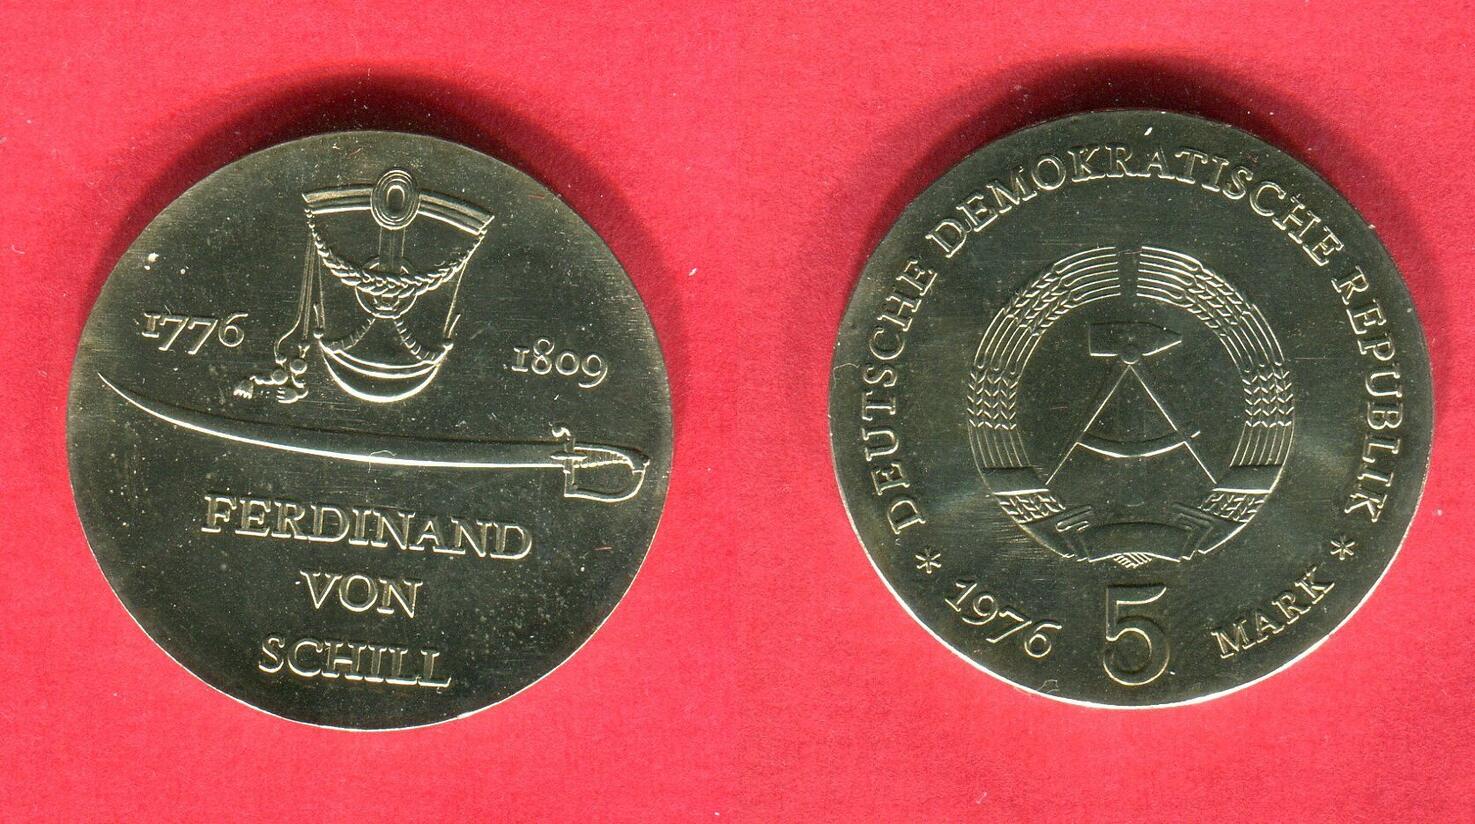 1776
1809
FERDINAND
VON
SCHILL
DEUTSCHE DEMOKRATISCHE REPUBLIK
* 1976 5 MARK *